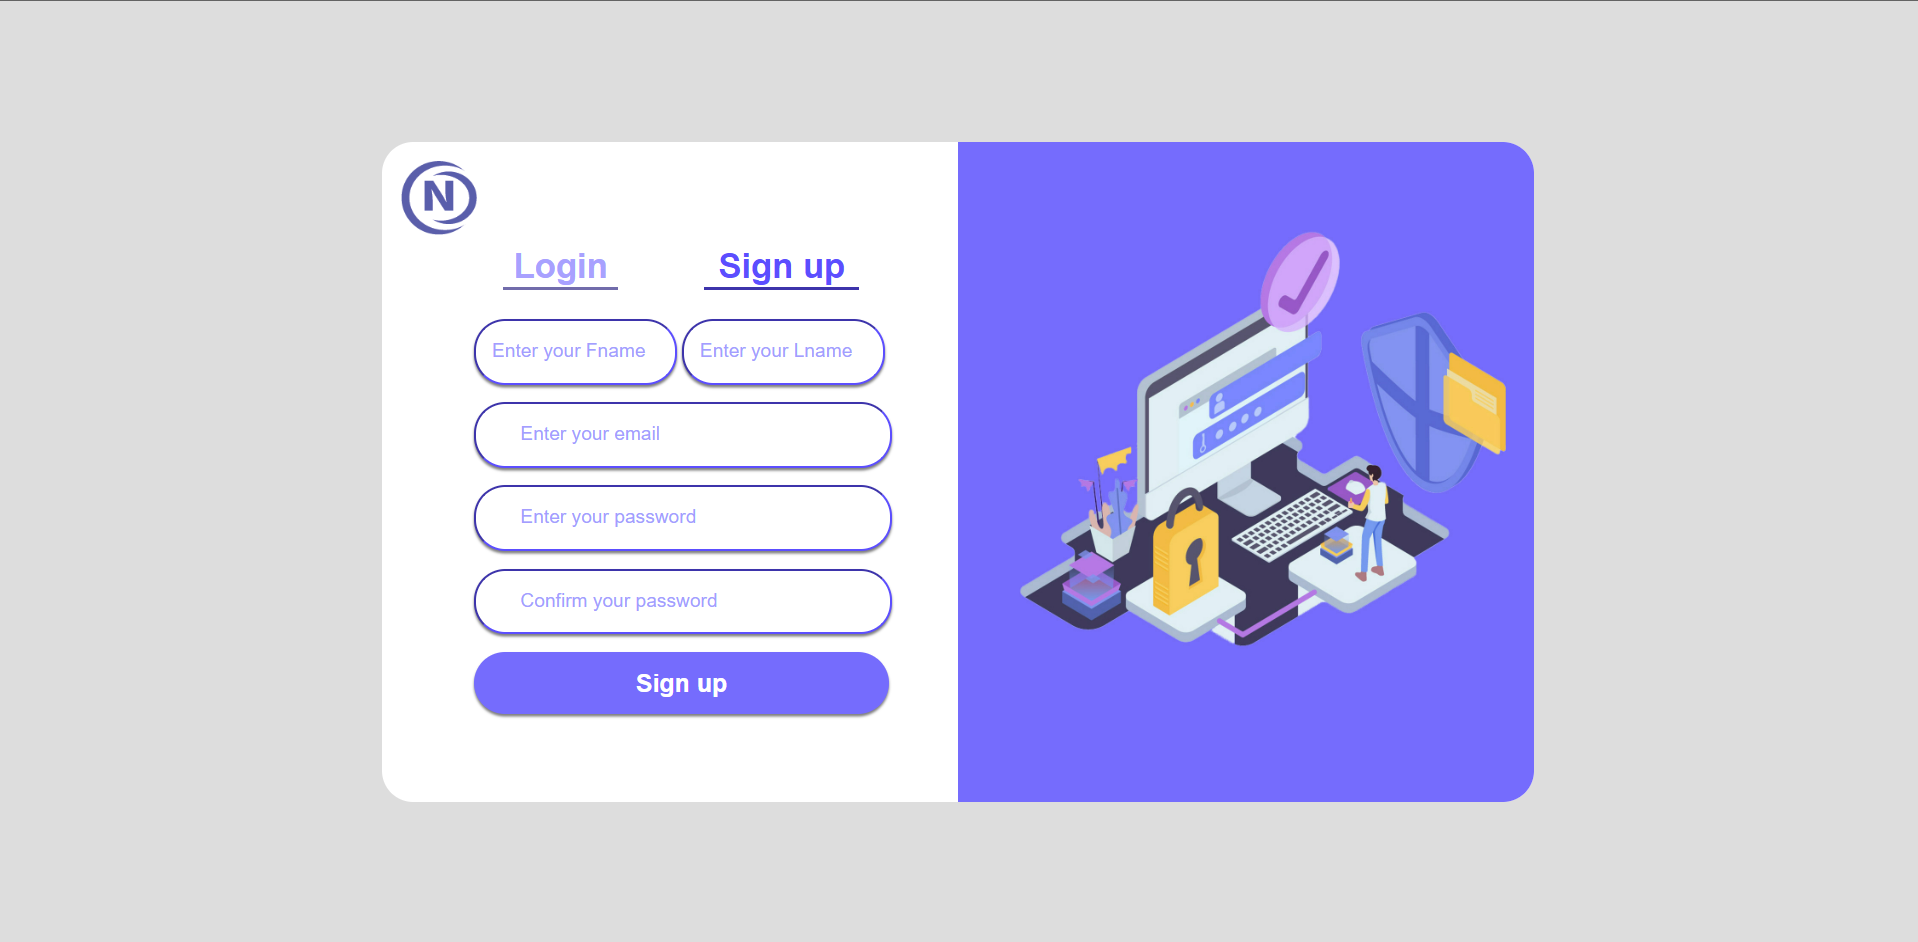 N
Login Sign up
Enter your Fname Enter your Lname
Enter your email
Enter your password
Confirm your password
Sign up